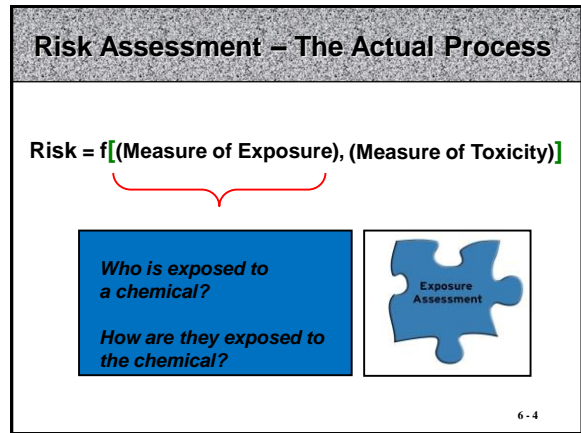 Risk Assessment – The Actual Process
Risk = f[(Measure of Exposure), (Measure of Toxicity)]
Who is exposed to
a chemical?
How are they exposed to
the chemical?
Exposure
Assessment
6 - 4